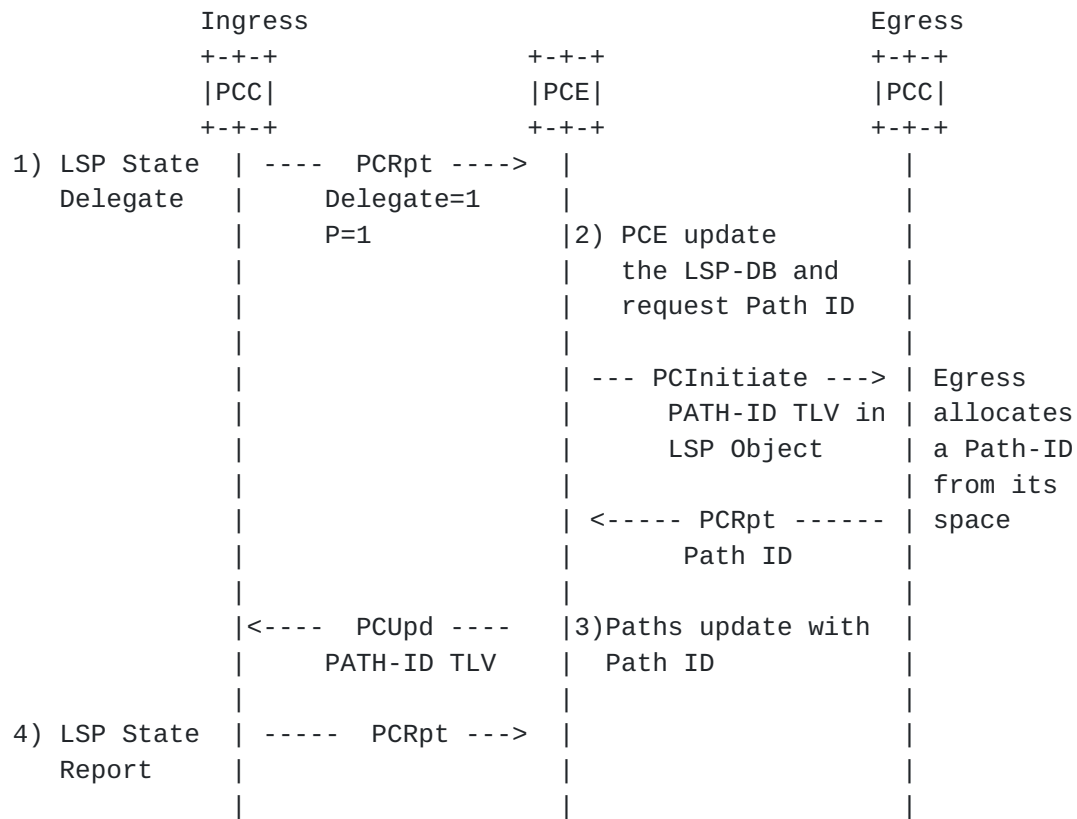 Ingress                                    Egress
            +-+-+                +-+-+                 +-+-+
            |PCC|                |PCE|                 |PCC|
            +-+-+                +-+-+                 +-+-+
1) LSP State  | ----  PCRpt ---->  |                     |
   Delegate   |     Delegate=1     |                     |
              |     P=1            |2) PCE update        |
              |                    |   the LSP-DB and    |
              |                    |   request Path ID   |
              |                    |                     |
              |                    | --- PCInitiate ---> | Egress
              |                    |      PATH-ID TLV in | allocates
              |                    |      LSP Object     | a Path-ID
              |                    |                     | from its
              |                    | <----- PCRpt ------ | space
              |                    |       Path ID       |
              |                    |                     |
              |<----  PCUpd ----   |3)Paths update with  |
              |     PATH-ID TLV    |  Path ID            |
              |                    |                     |
4) LSP State  | -----  PCRpt --->  |                     |
   Report     |                    |                     |
              |                    |                     |